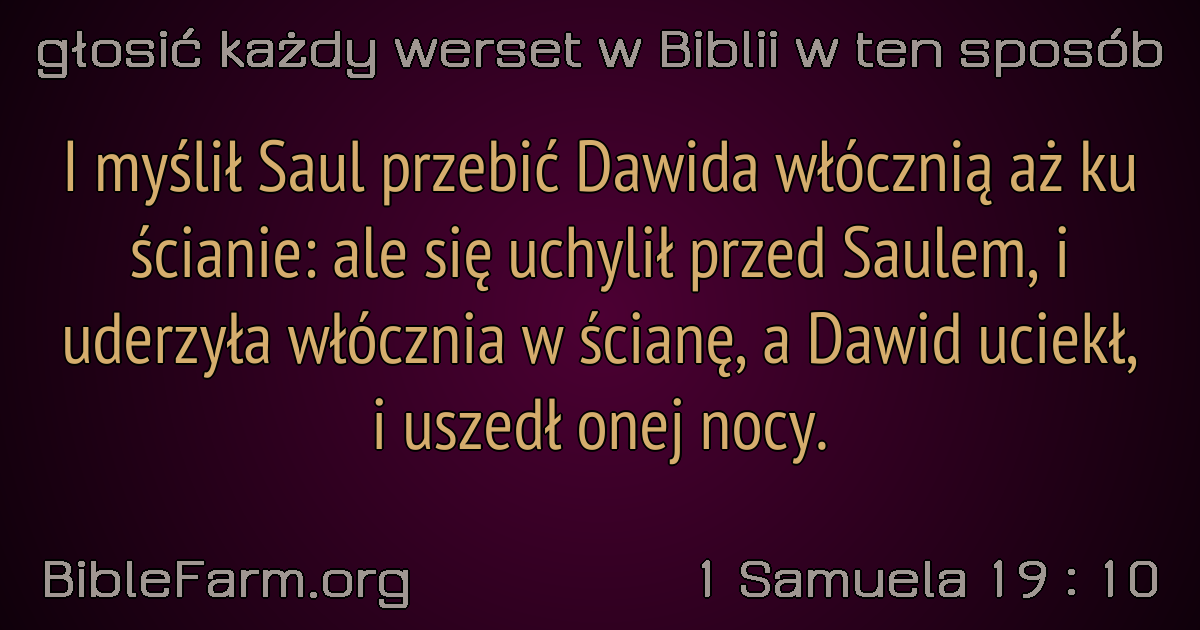 głosić każdy werset w Biblii w ten sposób
I myślił Saul przebić Dawida włócznią aż ku
ścianie: ale się uchylił przed Saulem, i
uderzyła włócznia w ścianę, a Dawid uciekł,
i uszedł onej nocy.
BibleFarm.org
1 Samuela 19 : 10